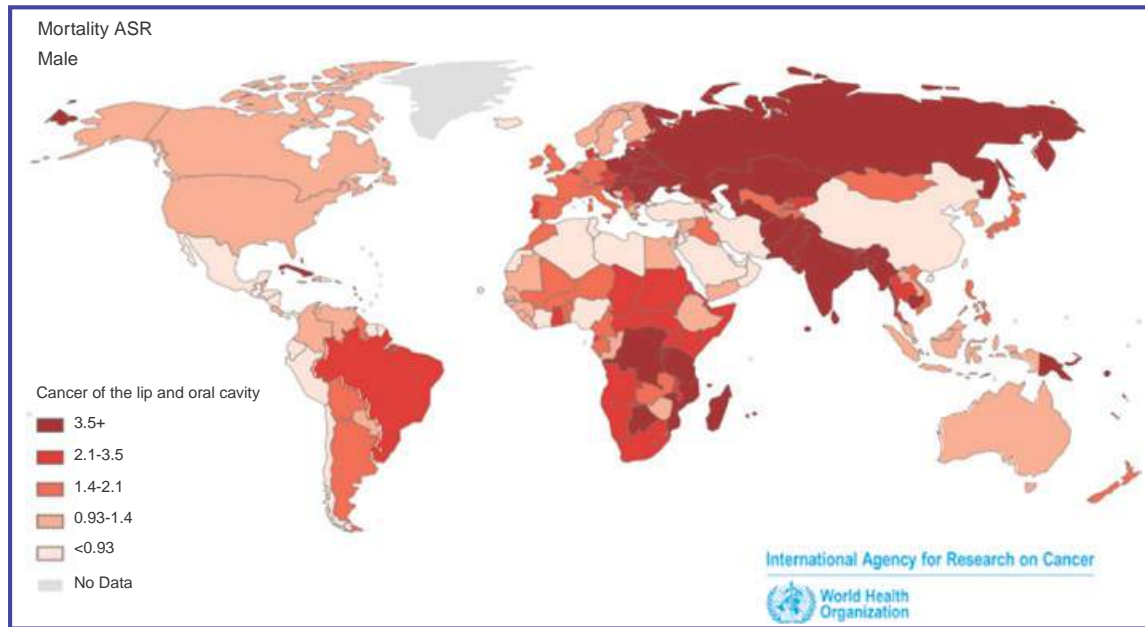 Mortality ASR
Male
Cancer of the lip and oral cavity
3.5+
2.1-3.5
1.4-2.1
0.93-1.4
<0.93
No Data
International Agency for Research on Cancer
World Health
Organization